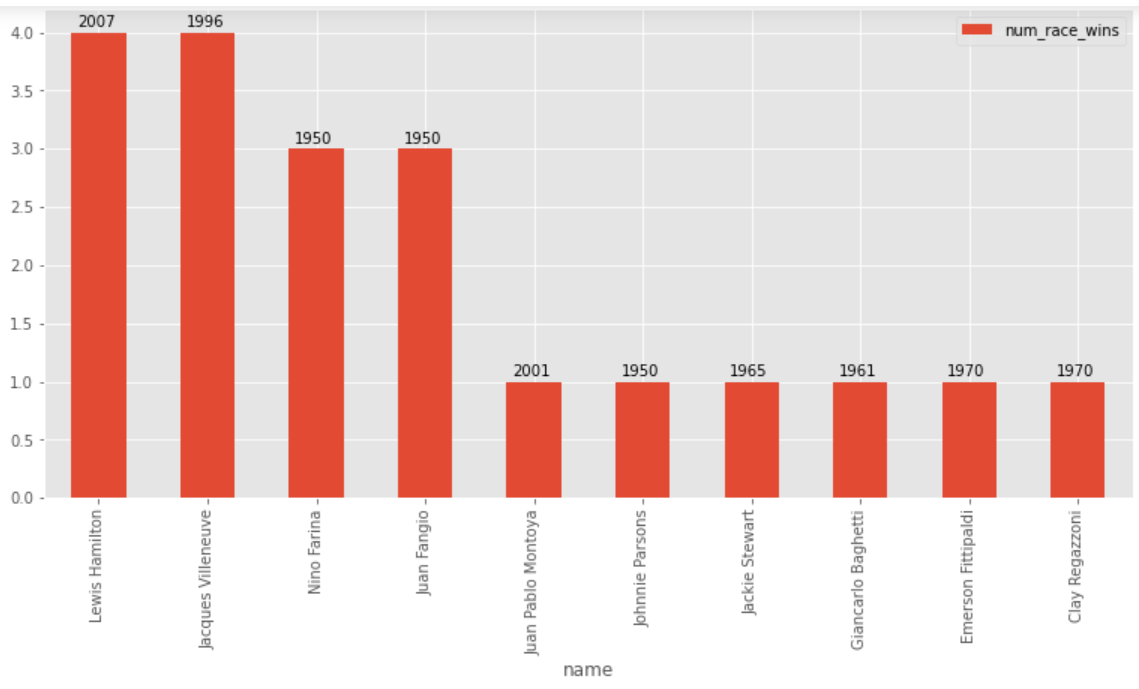 2007
1996
4.0
num_race_wins
3.5
1950
1950
3.0
2.5
2.0
1.5
2001
1950
1965
1961
1970
1970
1.0
0.5
0.0
Lewis Hamilton
Jacques Villeneuve
Nino Farina
Juan Fangio
Juan Pablo Montoya
Johnnie Parsons
Jackie Stewart
Giancarlo Baghetti
Emerson Fittipaldi
Clay Regazzoni
name